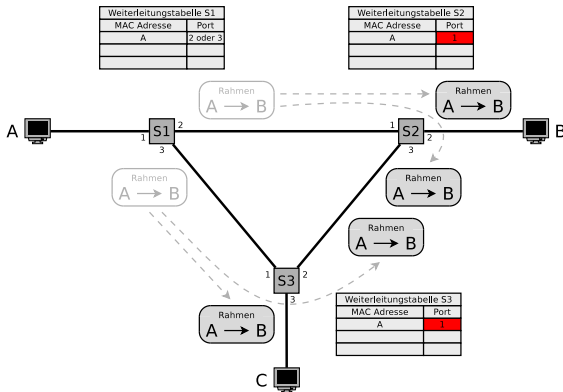 Weiterleitungstabelle S1
MAC Adresse Port
A 2 oder 3
Weiterleitungstabelle S2
MAC Adresse Port
A 1
Rahmen
A B
Rahmen
A B
A
1
S1
2
3
1
S2
2
3
B
Rahmen
A B
Rahmen
A B
Rahmen
A B
1
S3
2
3
Rahmen
A B
Weiterleitungstabelle S3
MAC Adresse Port
A 1
C